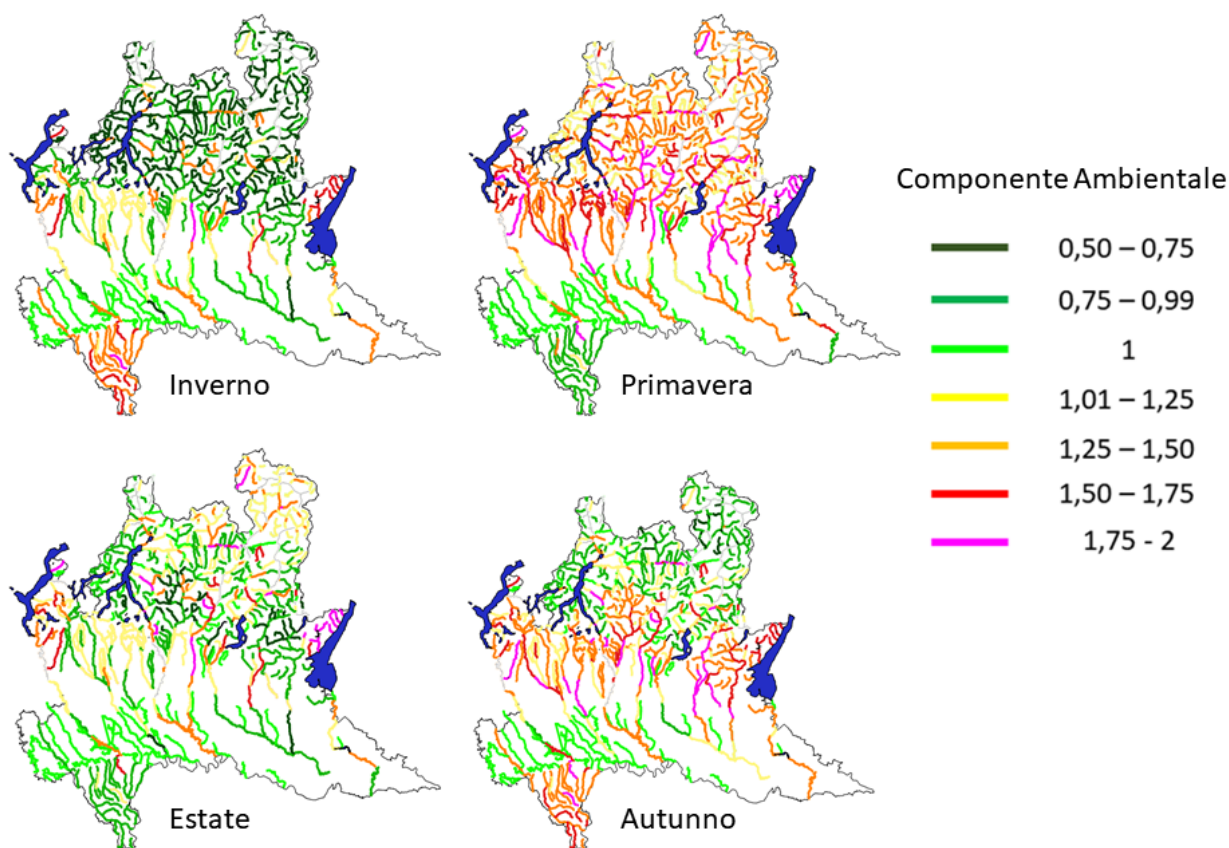 Inverno
Primavera
Componente Ambientale
0,50 – 0,75
0,75 – 0,99
1
1,01 – 1,25
1,25 – 1,50
1,50 – 1,75
1,75 - 2
Estate
Autunno